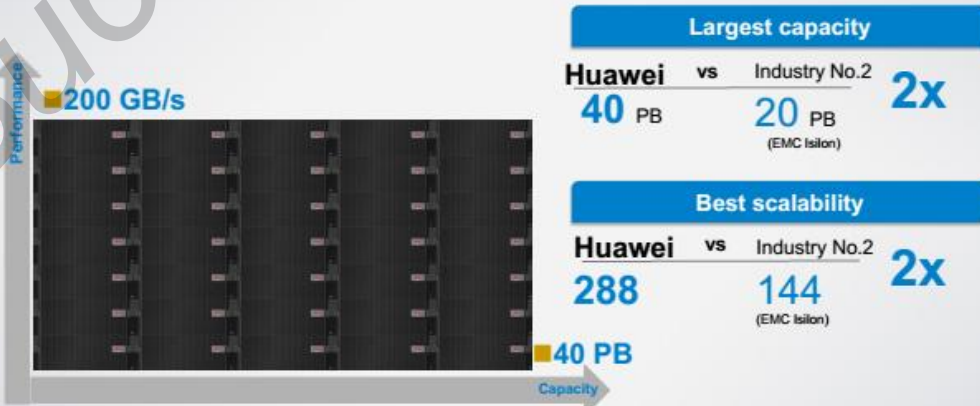 Performance
200 GB/s
40 PB
Capacity
Largest capacity
Huawei vs Industry No.2
40 PB 20 PB 2x
(EMC Isilon)
Best scalability
Huawei vs Industry No.2
288 144 2x
(EMC Isilon)